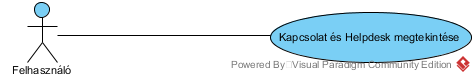 Kapcsolat és Helpdesk megtekintése
Powered By Visual Paradigm Community Edition
Felhasználó